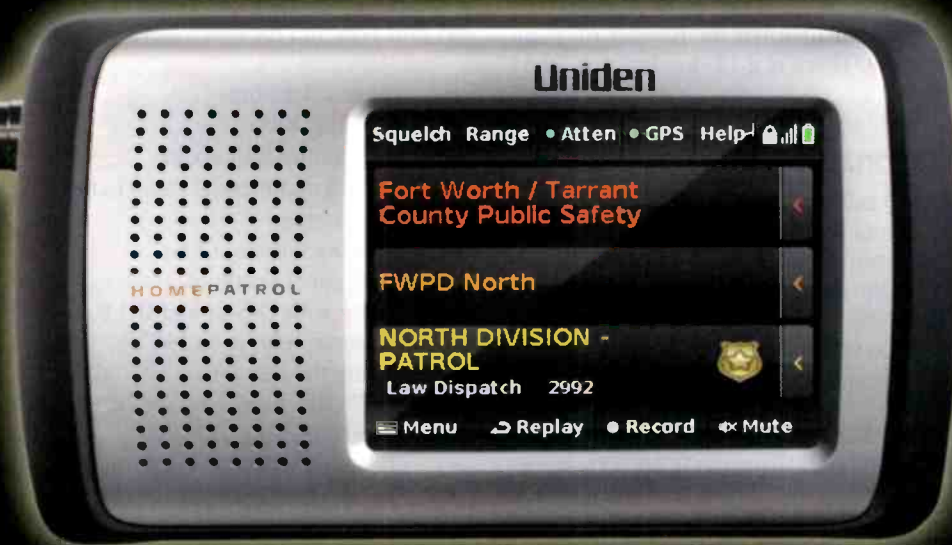 Uniden
Squelch Range • Atten • GPS Help
Fort Worth / Tarrant
County Public Safety
HOMEPATROL
FWPD North
NORTH DIVISION -
PATROL
Law Dispatch 2992
Menu Replay Record Mute